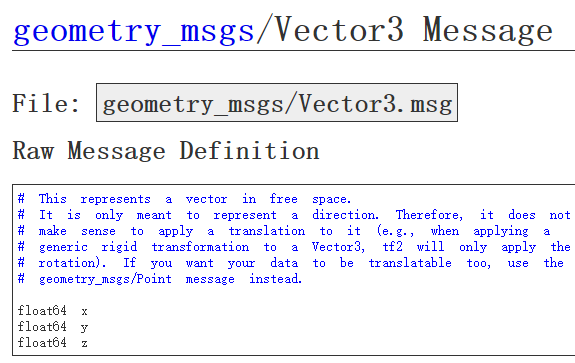 geometry_msgs/Vector3 Message
File: geometry_msgs/Vector3.msg
Raw Message Definition
# This represents a vector in free space.
# It is only meant to represent a direction. Therefore, it does not
# make sense to apply a translation to it (e.g., when applying a
# generic rigid transformation to a Vector3, tf2 will only apply the
# rotation). If you want your data to be translatable too, use the
# geometry_msgs/Point message instead.
float64 x
float64 y
float64 z